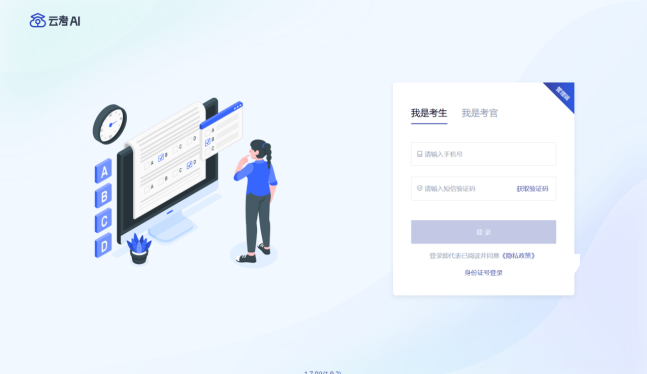 云考AI
管理端
我是考生 我是考官
请输入手机号
请输入短信验证码 获取验证码
登录
登录即代表已阅读并同意《隐私政策》
身份证号登录
A B C D
A B C D
A
B
C
A
B
C
D